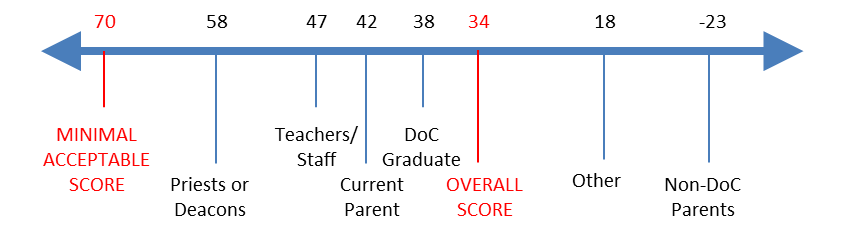 70 58 47 42 38 34 18 -23
MINIMAL
ACCEPTABLE
SCORE
Priests or
Deacons
Teachers/
Staff
Current
Parent
DoC
Graduate
OVERALL
SCORE
Other
Non-DoC
Parents